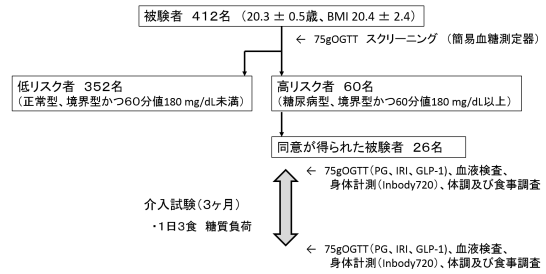 被験者 ４１２名 （20.3 ± 0.5歳、BMI 20.4 ± 2.4）
← 75gOGTT スクリーニング （簡易血糖測定器）
低リスク者 ３５２名
（正常型、境界型かつ６０分値180 mg/dL未満）
高リスク者 ６０名
（糖尿病型、境界型かつ60分値180 mg/dL以上）
同意が得られた被験者 ２６名
← 75gOGTT（PG、IRI、GLP-1）、血液検査、
身体計測（Inbody720）、体調及び食事調査
介入試験（３ヶ月）
・１日３食 糖質負荷
← 75gOGTT（PG、IRI、GLP-1）、血液検査、
身体計測（Inbody720）、体調及び食事調査